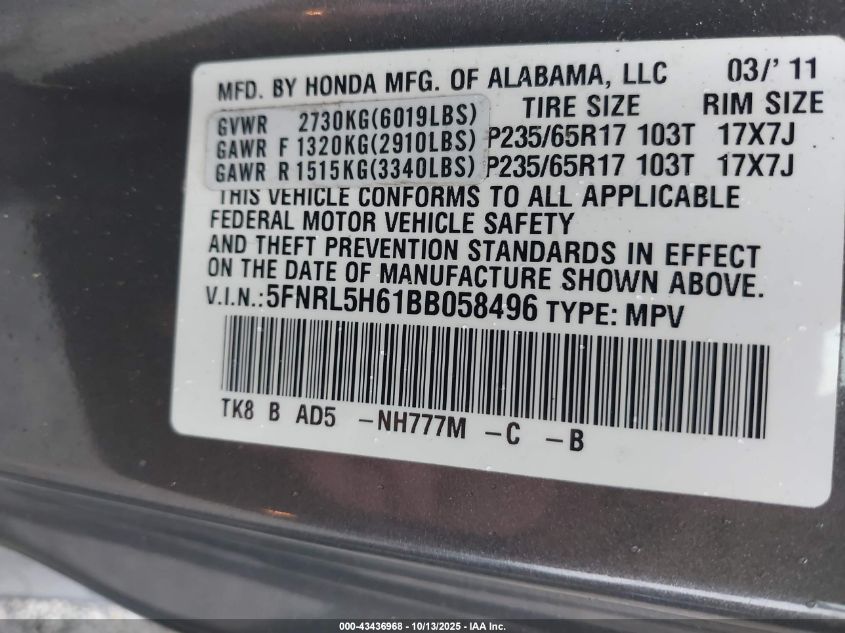 MFD. BY HONDA MFG. OF ALABAMA, LLC 03/' 11
TIRE SIZE RIM SIZE
GVWR 2730KG(6019LBS)
GAWR F 1320KG(2910LBS) P235/65R17 103T 17X7J
GAWR R 1515KG(3340LBS) P235/65R17 103T 17X7J
THIS VEHICLE CONFORMS TO ALL APPLICABLE
FEDERAL MOTOR VEHICLE SAFETY
AND THEFT PREVENTION STANDARDS IN EFFECT
ON THE DATE OF MANUFACTURE SHOWN ABOVE.
V.I.N.:5FNRL5H61BB058496 TYPE: MPV
TK8 B AD5 -NH777M -C -B
000-43436968 - 10/13/2025 - IAA Inc.